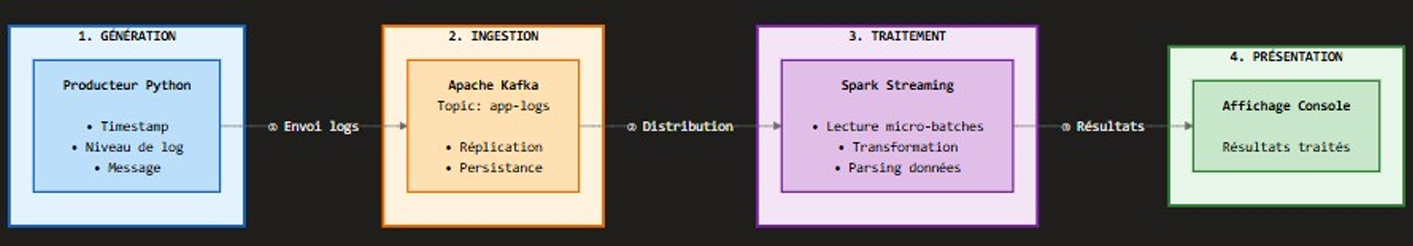 1. GÉNÉRATION
Producteur Python
• Timestamp
• Niveau de log
• Message
① Envoi logs
2. INGESTION
Apache Kafka
Topic: app-logs
• Réplication
• Persistance
② Distribution
3. TRAITEMENT
Spark Streaming
• Lecture micro-batches
• Transformation
• Parsing données
③ Résultats
4. PRÉSENTATION
Affichage Console
Résultats traités